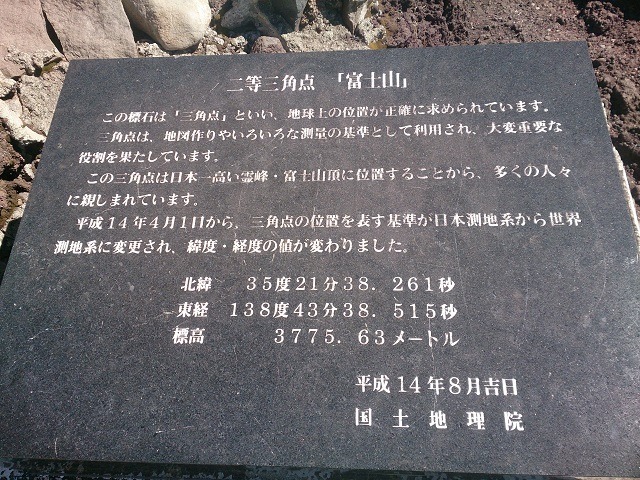 二等三角点 「富士山」
この標石は「三角点」といい、地球上の位置が正確に求められています。
三角点は、地図作りやいろいろな測量の基準として利用され、大変重要な
役割を果たしています。
この三角点は日本一高い霊峰・富士山頂に位置することから、多くの人々
に親しまれています。
平成14年4月1日から、三角点の位置を表す基準が日本測地系から世界
測地系に変更され、緯度・経度の値が変わりました。
北緯 35度21分38.261秒
東経 138度43分38.515秒
標高 3775.63メートル
平成14年8月吉日
国土地理院